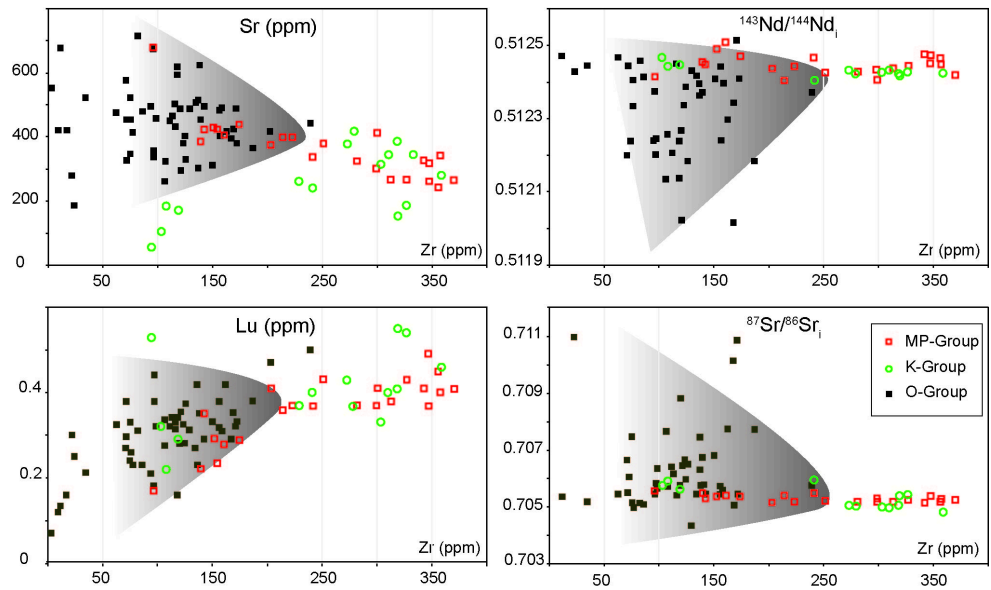 Sr (ppm)
600
400
200
0
Zr (ppm)
50
150
250
350
143Nd/144Ndi
0.5125
0.5123
0.5121
0.5119
Zr (ppm)
50
150
250
350
Lu (ppm)
0.4
0.2
0
Zr (ppm)
50
150
250
350
87Sr/86Sri
0.711
0.709
0.707
0.705
0.703
MP-Group
K-Group
O-Group
Zr (ppm)
50
150
250
350